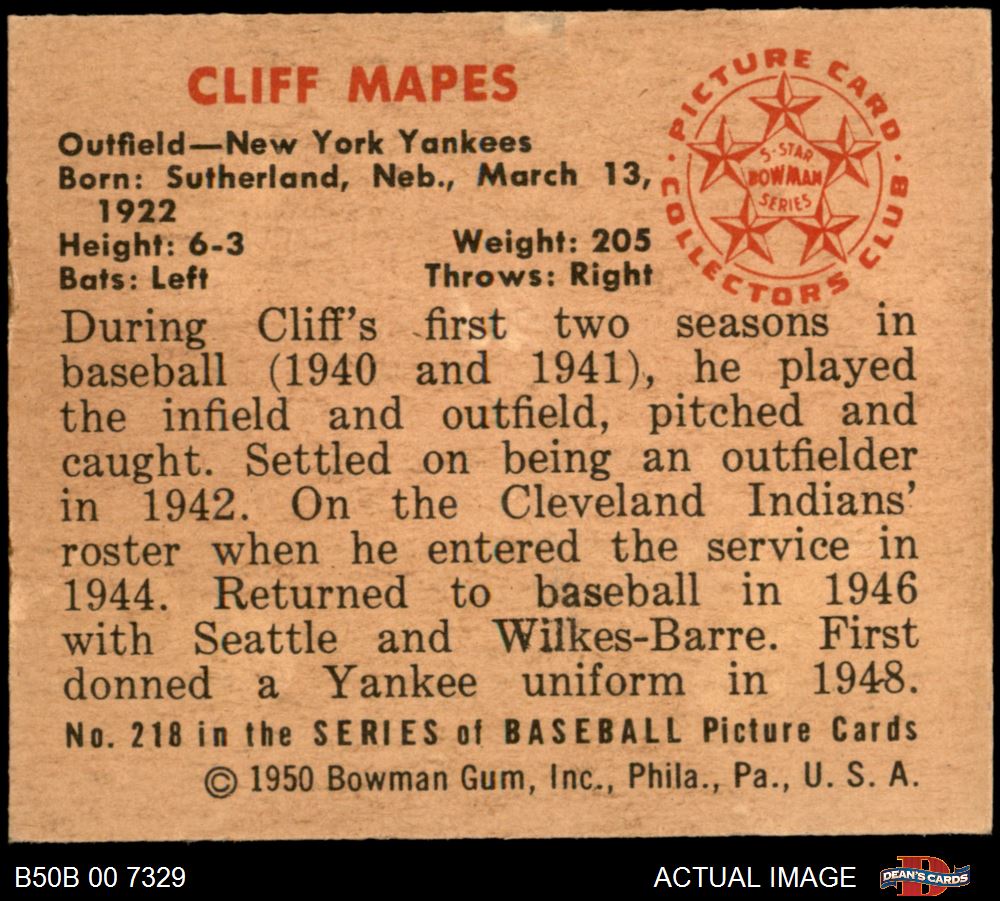 CLIFF MAPES
Outfield—New York Yankees
Born: Sutherland, Neb., March 13,
1922
Height: 6-3 Weight: 205
Bats: Left Throws: Right
PICTURE CARD
COLLECTORS CLUB
5-STAR
BOWMAN
SERIES
During Cliff's first two seasons in
baseball (1940 and 1941), he played
the infield and outfield, pitched and
caught. Settled on being an outfielder
in 1942. On the Cleveland Indians'
roster when he entered the service in
1944. Returned to baseball in 1946
with Seattle and Wilkes-Barre. First
donned a Yankee uniform in 1948.
No. 218 in the SERIES of BASEBALL Picture Cards
© 1950 Bowman Gum, Inc., Phila., Pa., U. S. A.
B50B 00 7329 ACTUAL IMAGE DEAN'S CARDS